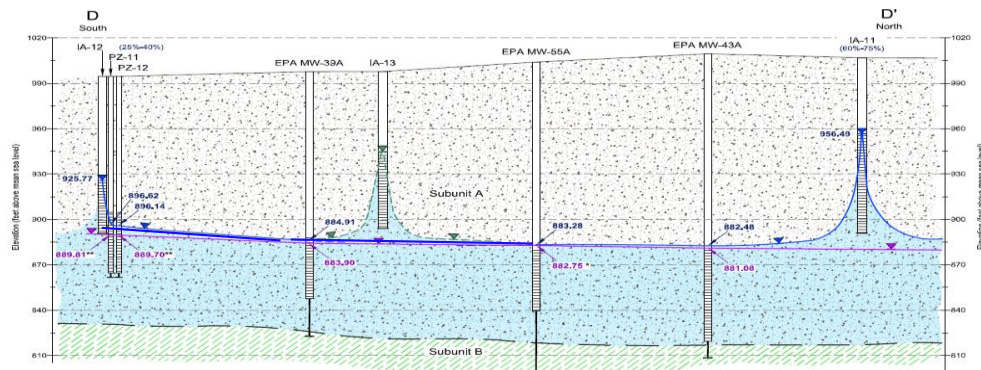 D
South
D'
North
IA-12
(25%-40%)
PZ-11
PZ-12
EPA MW-39A
IA-13
EPA MW-55A
EPA MW-43A
IA-11
(60%-75%)
1020
990
960
930
900
870
840
810
1020
990
960
930
900
870
840
810
Elevation (feet above mean sea level)
Elevation (feet above mean sea level)
925.77
896.62
896.14
889.81**
889.70**
884.91
883.90
Subunit A
883.28
882.75 *
882.48
881.08
956.49
Subunit B